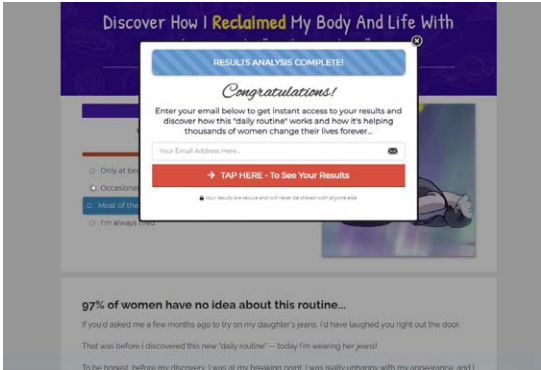 Discover How I Reclaimed My Body And Life With
RESULTS ANALYSIS COMPLETE!
Congratulations!
Enter your email below to get instant access to your results and
discover how this "daily routine" works and how it's helping
thousands of women change their lives forever...
Your Email Address Here...
→ TAP HERE - To See Your Results
Your results are secure and will never be shared with anyone else
Only at
Occasional
Most of the
I'm always tired
97% of women have no idea about this routine...
If you'd asked me a few months ago to try on my daughter's jeans, I'd have laughed you right out the door.
That was before I discovered this new "daily routine" — today I'm wearing her jeans!
To be honest, before my discovery, I was at my breaking point. I was really unhappy with my appearance, and I